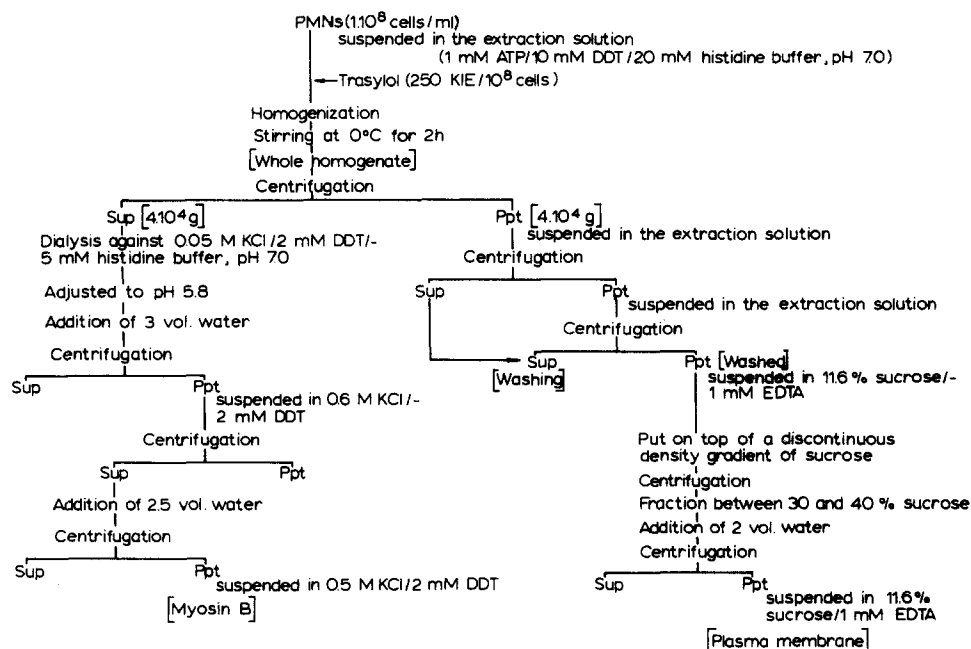 PMNs(1.10⁸ cells/ml)
suspended in the extraction solution
(1 mM ATP/10 mM DDT/20 mM histidine buffer, pH 7.0)
Trasylol (250 KIE/10⁸cells)
Homogenization
Stirring at 0°C for 2h
[Whole homogenate]
Centrifugation
Sup [4.10⁴g]
Dialysis against 0.05 M KCl/2 mM DDT/-
5 mM histidine buffer, pH 7.0
Adjusted to pH 5.8
Addition of 3 vol. water
Centrifugation
Sup
Ppt
suspended in 0.6 M KCl/-
2 mM DDT
Centrifugation
Sup
Ppt
Addition of 2.5 vol. water
Centrifugation
Sup
Ppt
suspended in 0.5 M KCl/2 mM DDT
[Myosin B]
Ppt [4.10⁴g]
suspended in the extraction solution
Centrifugation
Sup
Ppt
suspended in the extraction solution
Centrifugation
Sup
[Washing]
Ppt [Washed]
suspended in 11.6% sucrose/-
1 mM EDTA
Put on top of a discontinous
density gradient of sucrose
Centrifugation
Fraction between 30 and 40% sucrose
Addition of 2 vol. water
Centrifugation
Sup
Ppt
suspended in 11.6%
sucrose/1 mM EDTA
[Plasma membrane]